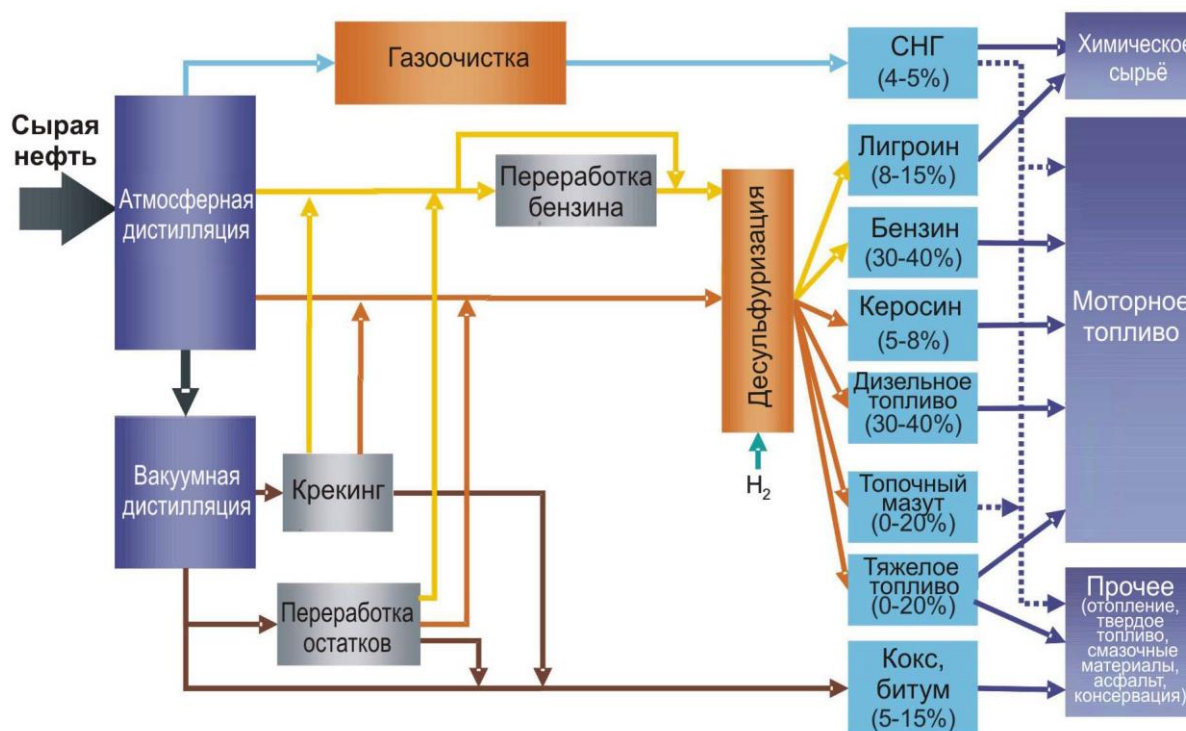 Сырая
нефть
Атмосферная
дистилляция
Вакуумная
дистилляция
Газоочистка
Переработка
бензина
Крекинг
Переработка
остатков
Десульфуризация
H₂
СНГ
(4-5%)
Лигроин
(8-15%)
Бензин
(30-40%)
Керосин
(5-8%)
Дизельное
топливо
(30-40%)
Топочный
мазут
(0-20%)
Тяжелое
топливо
(0-20%)
Кокс,
битум
(5-15%)
Химическое
сырьё
Моторное
топливо
Прочее
(отопление,
твердое
топливо,
смазочные
материалы,
асфальт,
консервация)